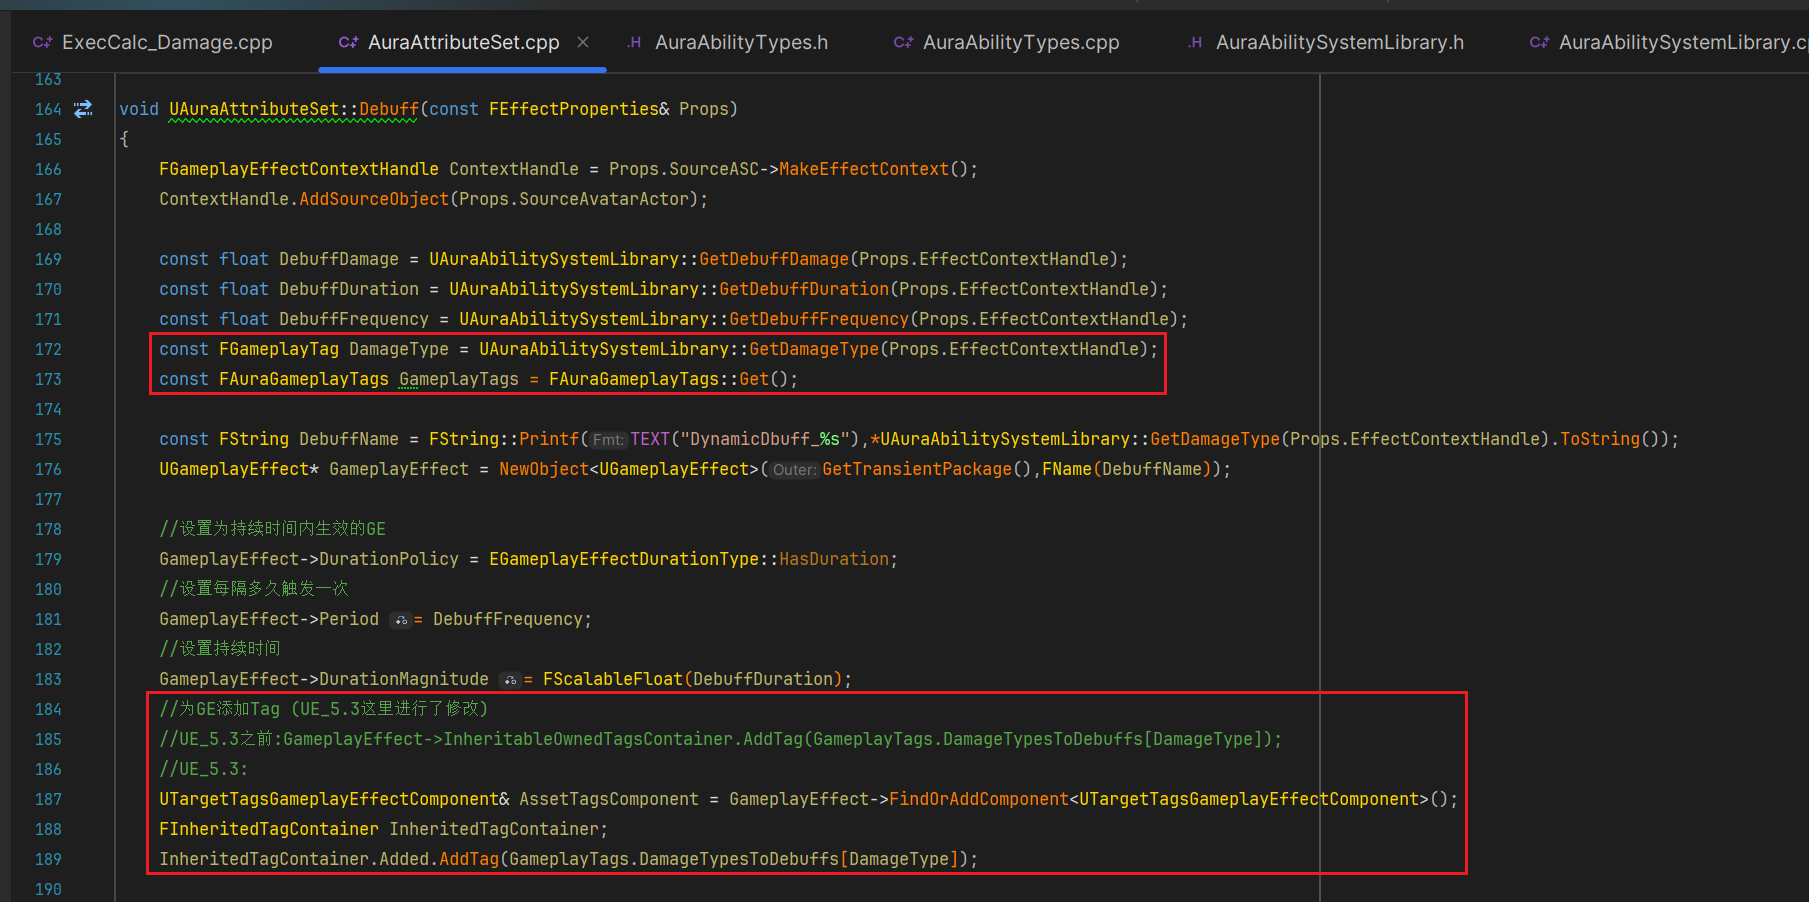 ExecCalc_Damage.cpp AuraAttributeSet.cpp AuraAbilityTypes.h AuraAbilityTypes.cpp AuraAbilitySystemLibrary.h AuraAbilitySystemLibrary.c
163
164 void UAuraAttributeSet::Debuff(const FEffectProperties& Props)
165 {
166 FGameplayEffectContextHandle ContextHandle = Props.SourceASC->MakeEffectContext();
167 ContextHandle.AddSourceObject(Props.SourceAvatarActor);
168
169 const float DebuffDamage = UAuraAbilitySystemLibrary::GetDebuffDamage(Props.EffectContextHandle);
170 const float DebuffDuration = UAuraAbilitySystemLibrary::GetDebuffDuration(Props.EffectContextHandle);
171 const float DebuffFrequency = UAuraAbilitySystemLibrary::GetDebuffFrequency(Props.EffectContextHandle);
172 const FGameplayTag DamageType = UAuraAbilitySystemLibrary::GetDamageType(Props.EffectContextHandle);
173 const FAuraGameplayTags GameplayTags = FAuraGameplayTags::Get();
174
175 const FString DebuffName = FString::Printf(Fmt:TEXT("DynamicDbuff_%s"),*UAuraAbilitySystemLibrary::GetDamageType(Props.EffectContextHandle).ToString());
176 UGameplayEffect* GameplayEffect = NewObject<UGameplayEffect>(Outer:GetTransientPackage(),FName(DebuffName));
177
178 //设置为持续时间内生效的GE
179 GameplayEffect->DurationPolicy = EGameplayEffectDurationType::HasDuration;
180 //设置每隔多久触发一次
181 GameplayEffect->Period = DebuffFrequency;
182 //设置持续时间
183 GameplayEffect->DurationMagnitude = FScalableFloat(DebuffDuration);
184 //为GE添加Tag (UE_5.3这里进行了修改)
185 //UE_5.3之前:GameplayEffect->InheritableOwnedTagsContainer.AddTag(GameplayTags.DamageTypesToDebuffs[DamageType]);
186 //UE_5.3:
187 UTargetTagsGameplayEffectComponent& AssetTagsComponent = GameplayEffect->FindOrAddComponent<UTargetTagsGameplayEffectComponent>();
188 FInheritedTagContainer InheritedTagContainer;
189 InheritedTagContainer.Added.AddTag(GameplayTags.DamageTypesToDebuffs[DamageType]);
190